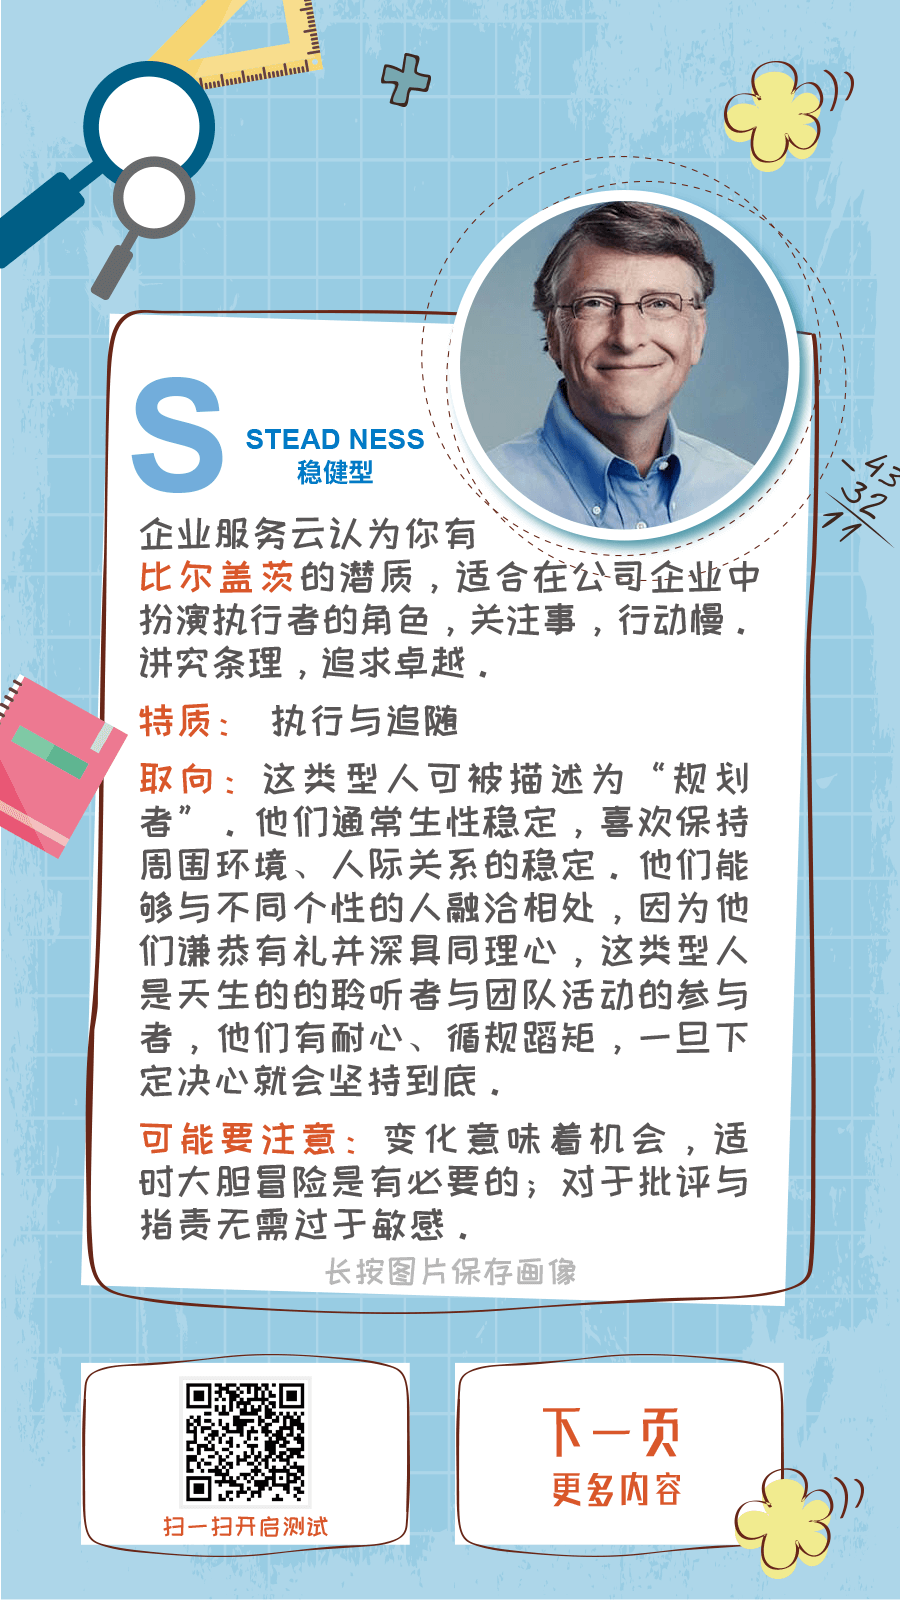 S
STEAD NESS
稳健型
企业服务云认为你有
比尔盖茨的潜质，适合在公司企业中
扮演执行者的角色，关注事，行动慢．
讲究条理，追求卓越．
特质： 执行与追随
取向：这类型人可被描述为“规划
者”．他们通常生性稳定，喜欢保持
周围环境、人际关系的稳定．他们能
够与不同个性的人融洽相处，因为他
们谦恭有礼并深具同理心，这类型人
是天生的的聆听者与团队活动的参与
者，他们有耐心、循规蹈矩，一旦下
定决心就会坚持到底．
可能要注意：变化意味着机会，适
时大胆冒险是有必要的；对于批评与
指责无需过于敏感．
长按图片保存画像
-43
32
11
扫一扫开启测试
下一页
更多内容